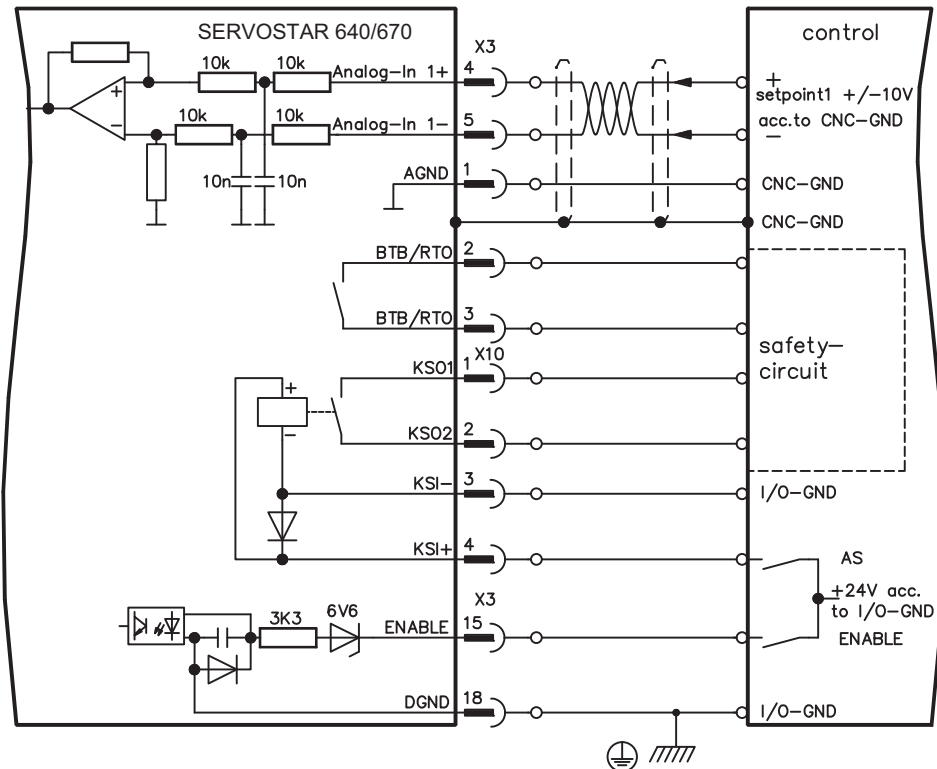 SERVOSTAR 640/670
control
X3
10k
10k
Analog-In 1+
4
+
+
setpoint1 +/-10V
acc.to CNC-GND
10k
10k
Analog-In 1-
5
-
-
10n
10n
AGND
1
CNC-GND
CNC-GND
BTB/RTO
2
BTB/RTO
3
safety-
circuit
X10
KSO1
1
+
-
KSO2
2
KSI-
3
I/O-GND
KSI+
4
AS
+24V acc.
to I/O-GND
X3
3K3
6V6
ENABLE
15
ENABLE
DGND
18
I/O-GND